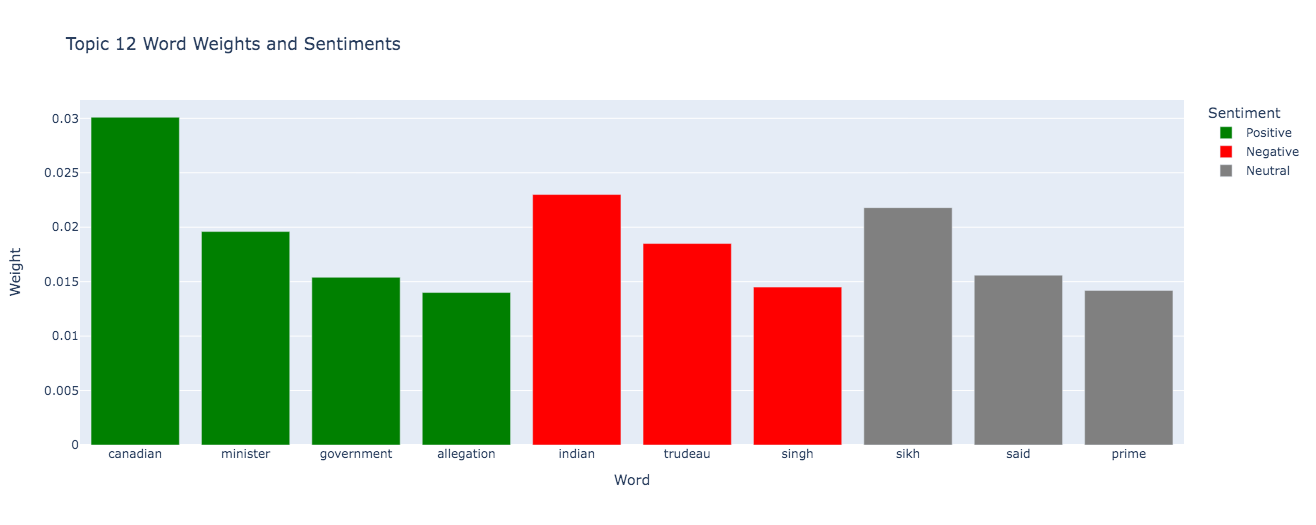 Topic 12 Word Weights and Sentiments
Sentiment
Positive
Negative
Neutral
Weight
0.03
0.025
0.02
0.015
0.01
0.005
0
canadian minister government allegation indian trudeau singh sikh said prime
Word